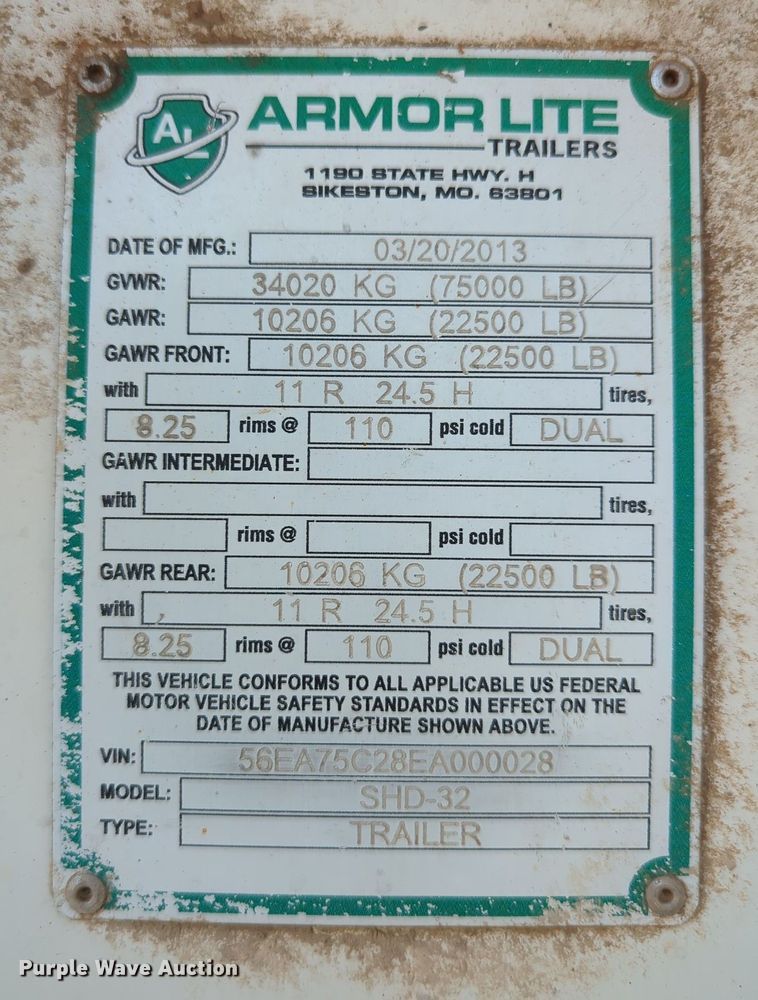 AL ARMOR LITE
TRAILERS
1190 STATE HWY. H
SIKESTON, MO. 63801
DATE OF MFG.: 03/20/2013
GVWR: 34020 KG (75000 LB)
GAWR: 10206 KG (22500 LB)
GAWR FRONT: 10206 KG (22500 LB)
with 11 R 24.5 H tires,
8.25 rims @ 110 psi cold DUAL
GAWR INTERMEDIATE:
with tires,
rims @ psi cold
GAWR REAR: 10206 KG (22500 LB)
with , 11 R 24.5 H tires,
8.25 rims @ 110 psi cold DUAL
THIS VEHICLE CONFORMS TO ALL APPLICABLE US FEDERAL
MOTOR VEHICLE SAFETY STANDARDS IN EFFECT ON THE
DATE OF MANUFACTURE SHOWN ABOVE.
VIN: 56EA75C28EA000028
MODEL: SHD-32
TYPE: TRAILER
Purple Wave Auction